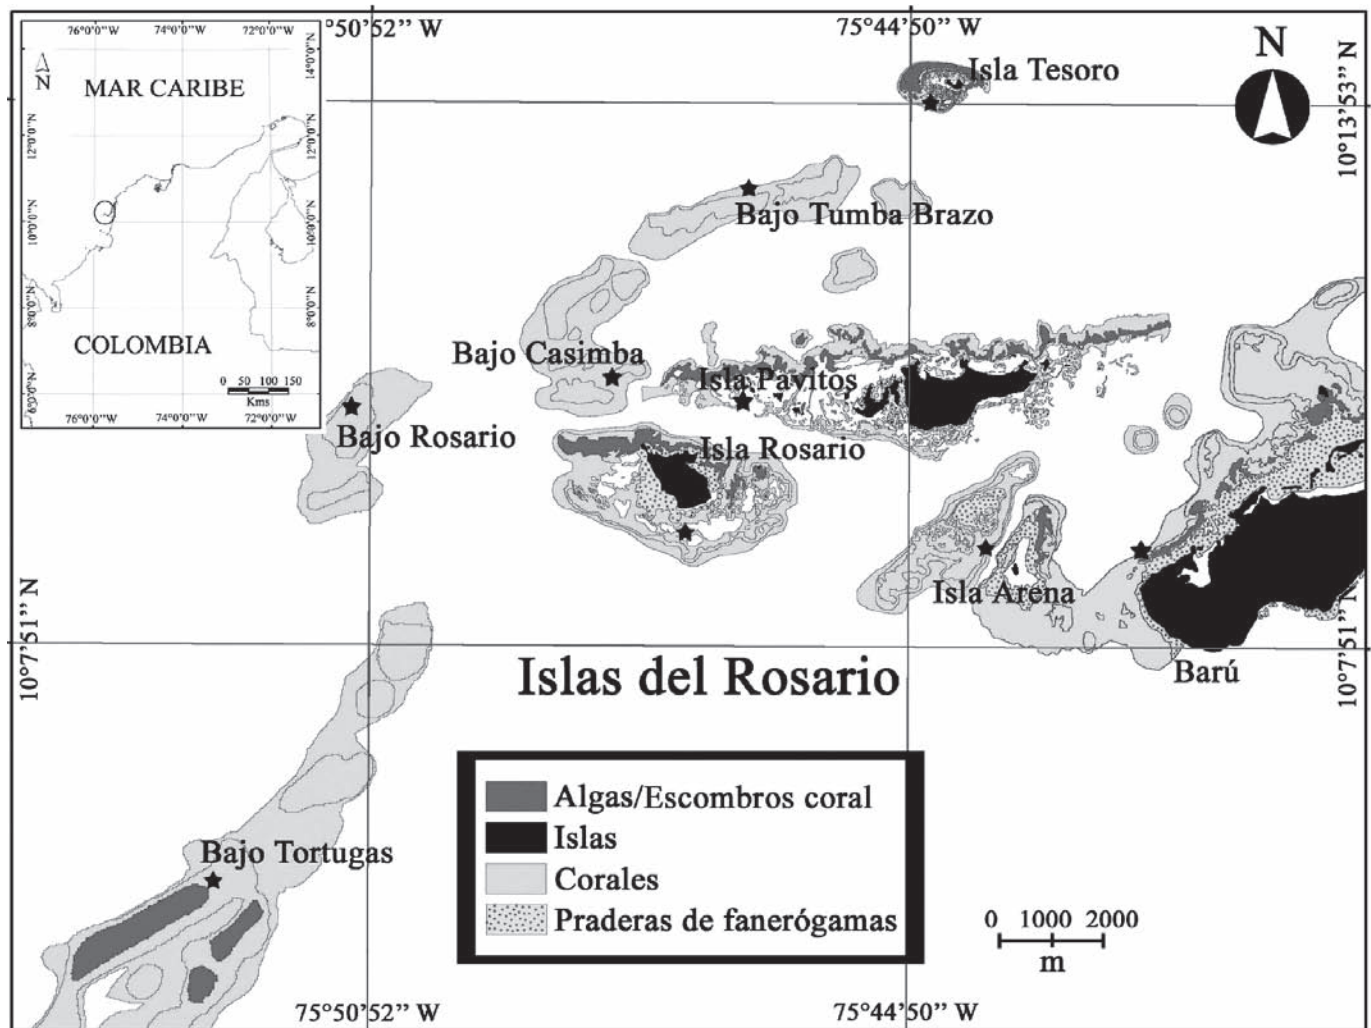 75°50'52" W
75°44'50" W
76°0'0"W
74°0'0"W
72°0'0"W
N
MAR CARIBE
14°0'0"N
12°0'0"N
12°0'0"N
10°0'0"N
10°0'0"N
8°0'0"N
8°0'0"N
6°0'0"N
6°0'0"N
COLOMBIA
0 50 100 150
Kms
76°0'0"W
74°0'0"W
72°0'0"W
Isla Tesoro
N
10°13'53" N
Bajo Tumba Brazo
Bajo Casimba
Isla Pavitos
Bajo Rosario
Isla Rosario
Isla Arena
Barú
10°7'51" N
10°7'51" N
Islas del Rosario
Algas/Escombros coral
Islas
Corales
Praderas de fanerógamas
Bajo Tortugas
0 1000 2000
m
75°50'52" W
75°44'50" W